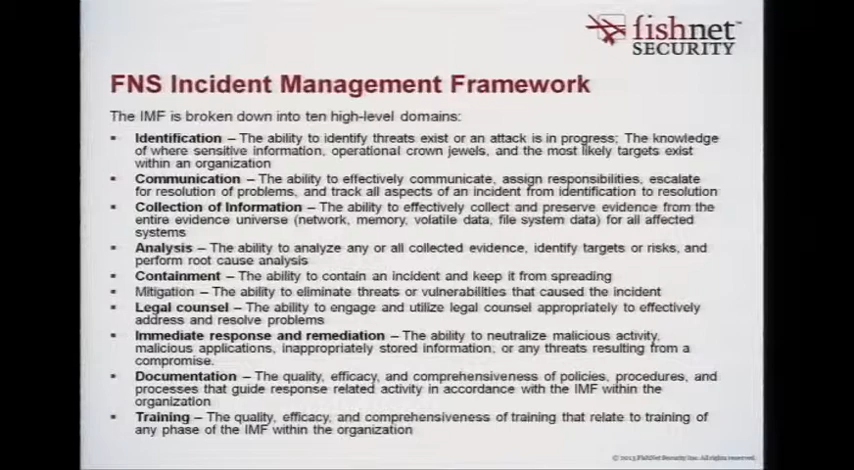 fishnet™
SECURITY
FNS Incident Management Framework
The IMF is broken down into ten high-level domains:
▪ Identification – The ability to identify threats exist or an attack is in progress; The knowledge
of where sensitive information, operational crown jewels, and the most likely targets exist
within an organization
▪ Communication – The ability to effectively communicate, assign responsibilities, escalate
for resolution of problems, and track all aspects of an incident from identification to resolution
▪ Collection of Information – The ability to effectively collect and preserve evidence from the
entire evidence universe (network, memory, volatile data, file system data) for all affected
systems
▪ Analysis – The ability to analyze any or all collected evidence, identify targets or risks, and
perform root cause analysis
▪ Containment – The ability to contain an incident and keep it from spreading
▪ Mitigation – The ability to eliminate threats or vulnerabilities that caused the incident
▪ Legal counsel – The ability to engage and utilize legal counsel appropriately to effectively
address and resolve problems
▪ Immediate response and remediation – The ability to neutralize malicious activity,
malicious applications, inappropriately stored information, or any threats resulting from a
compromise.
▪ Documentation – The quality, efficacy, and comprehensiveness of policies, procedures, and
processes that guide response related activity in accordance with the IMF within the
organization
▪ Training – The quality, efficacy, and comprehensiveness of training that relate to training of
any phase of the IMF within the organization
© 2013 FishNet Security Inc. All rights reserved.